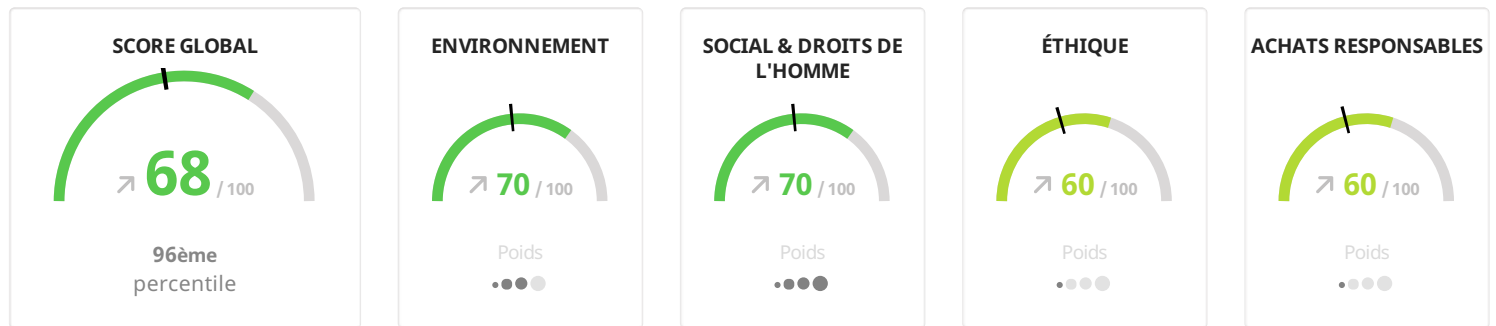 SCORE GLOBAL
68 / 100
96ème
percentile
ENVIRONNEMENT
70 / 100
Poids
SOCIAL & DROITS DE
L'HOMME
70 / 100
Poids
ÉTHIQUE
60 / 100
Poids
ACHATS RESPONSABLES
60 / 100
Poids